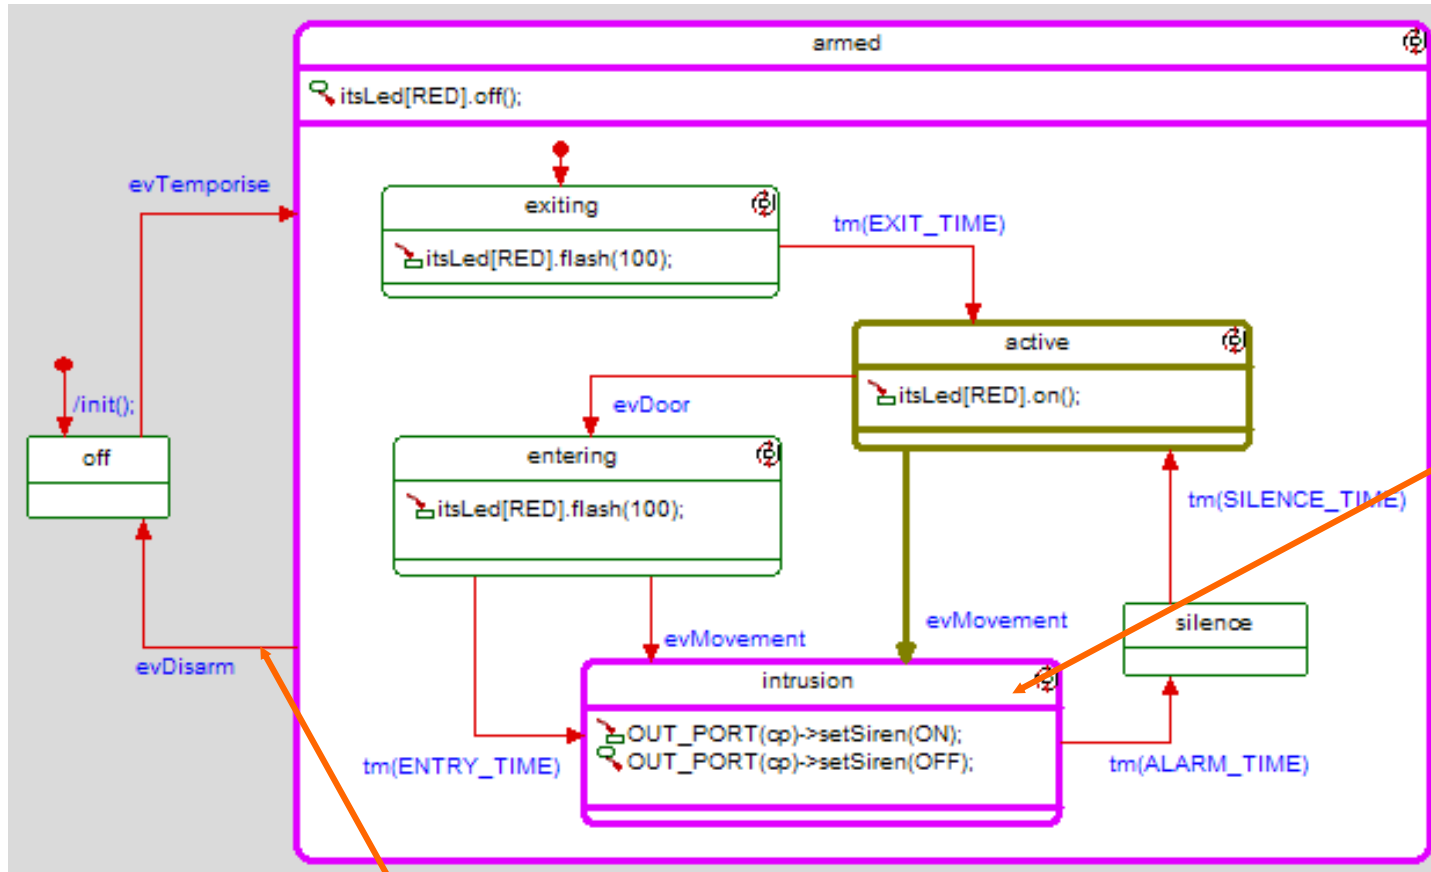 armed
itsLed[RED].off();
evTemporise
exiting
itsLed[RED].flash(100);
tm(EXIT_TIME)
active
itsLed[RED].on();
/init();
evDoor
off
entering
itsLed[RED].flash(100);
tm(SILENCE_TIME)
evMovement
silence
evMovement
evDisarm
intrusion
OUT_PORT(cp)->setSiren(ON);
OUT_PORT(cp)->setSiren(OFF);
tm(ENTRY_TIME)
tm(ALARM_TIME)